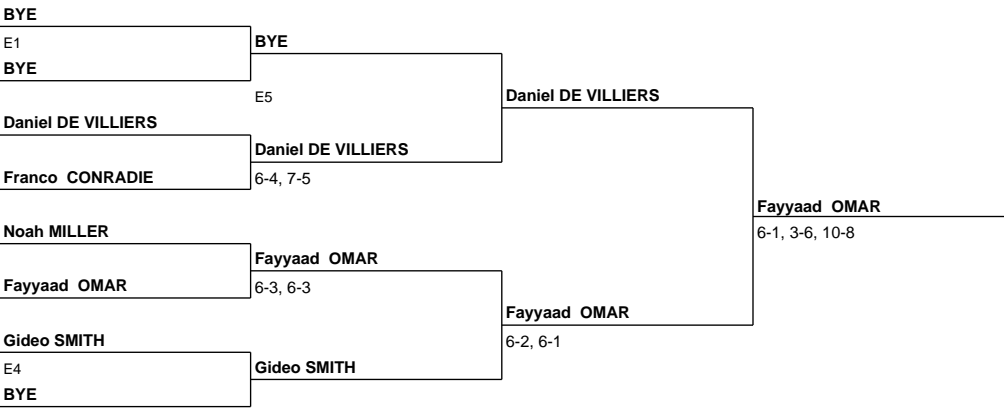 BYE
E1
BYE
BYE
E5
Daniel DE VILLIERS
Daniel DE VILLIERS
Daniel DE VILLIERS
Franco CONRADIE
6-4, 7-5
Fayyaad OMAR
6-1, 3-6, 10-8
Noah MILLER
Fayyaad OMAR
Fayyaad OMAR
6-3, 6-3
Fayyaad OMAR
6-2, 6-1
Gideo SMITH
E4
Gideo SMITH
BYE